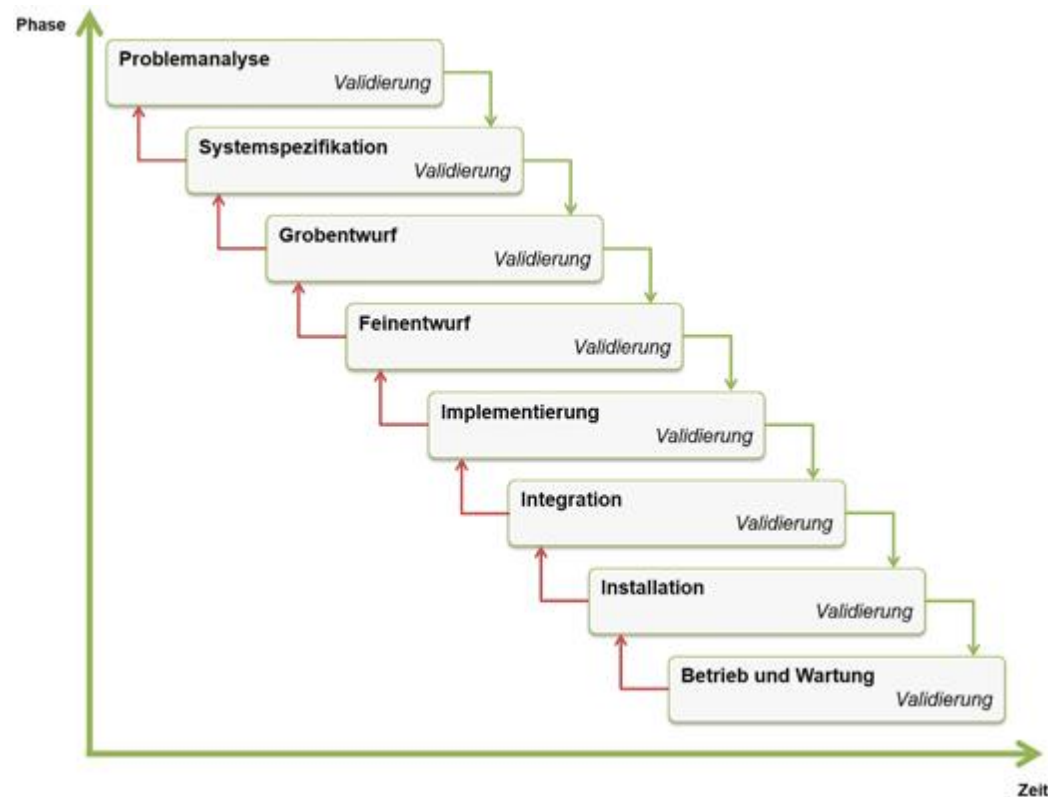 Phase
Problemanalyse
Validierung
Systemspezifikation
Validierung
Grobentwurf
Validierung
Feinentwurf
Validierung
Implementierung
Validierung
Integration
Validierung
Installation
Validierung
Betrieb und Wartung
Validierung
Zeit